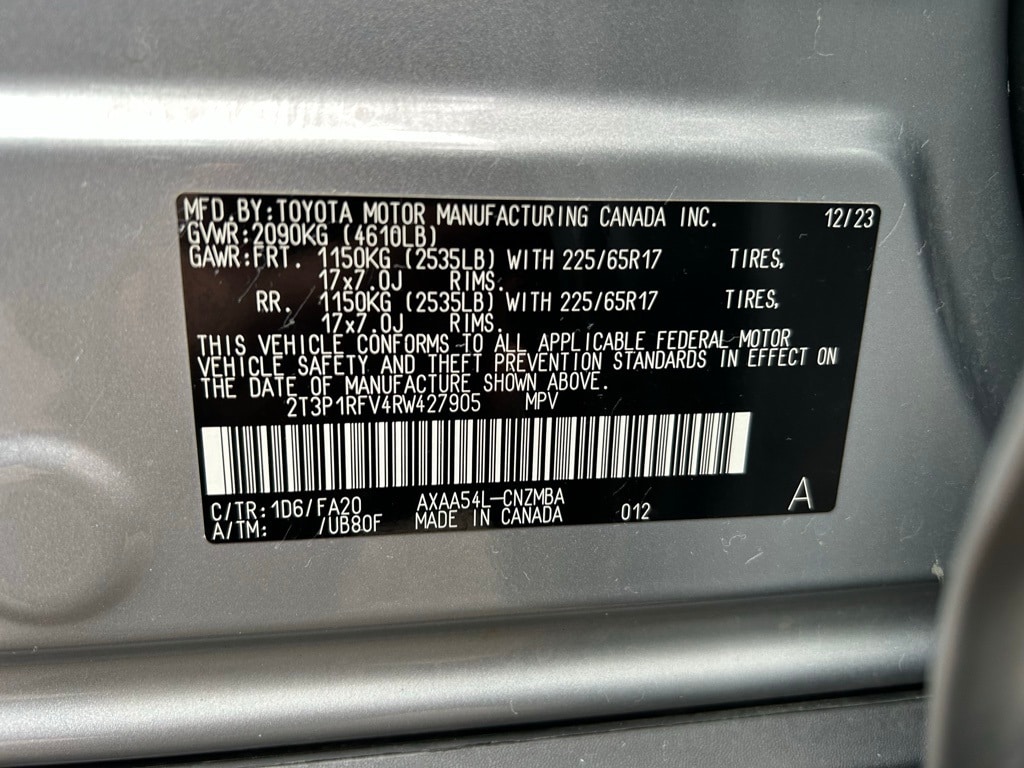 MFD.BY:TOYOTA MOTOR MANUFACTURING CANADA INC. 12/23
GVWR:2090KG (4610LB)
GAWR:FRT. 1150KG (2535LB) WITH 225/65R17 TIRES,
17x7.0J RIMS.
RR. 1150KG (2535LB) WITH 225/65R17 TIRES,
17x7.0J RIMS.
THIS VEHICLE CONFORMS TO ALL APPLICABLE FEDERAL MOTOR
VEHICLE SAFETY AND THEFT PREVENTION STANDARDS IN EFFECT ON
THE DATE OF MANUFACTURE SHOWN ABOVE.
2T3P1RFV4RW427905 MPV
C/TR:1D6/FA20 AXAA54L-CNZMBA
A/TM: /UB80F MADE IN CANADA 012 A